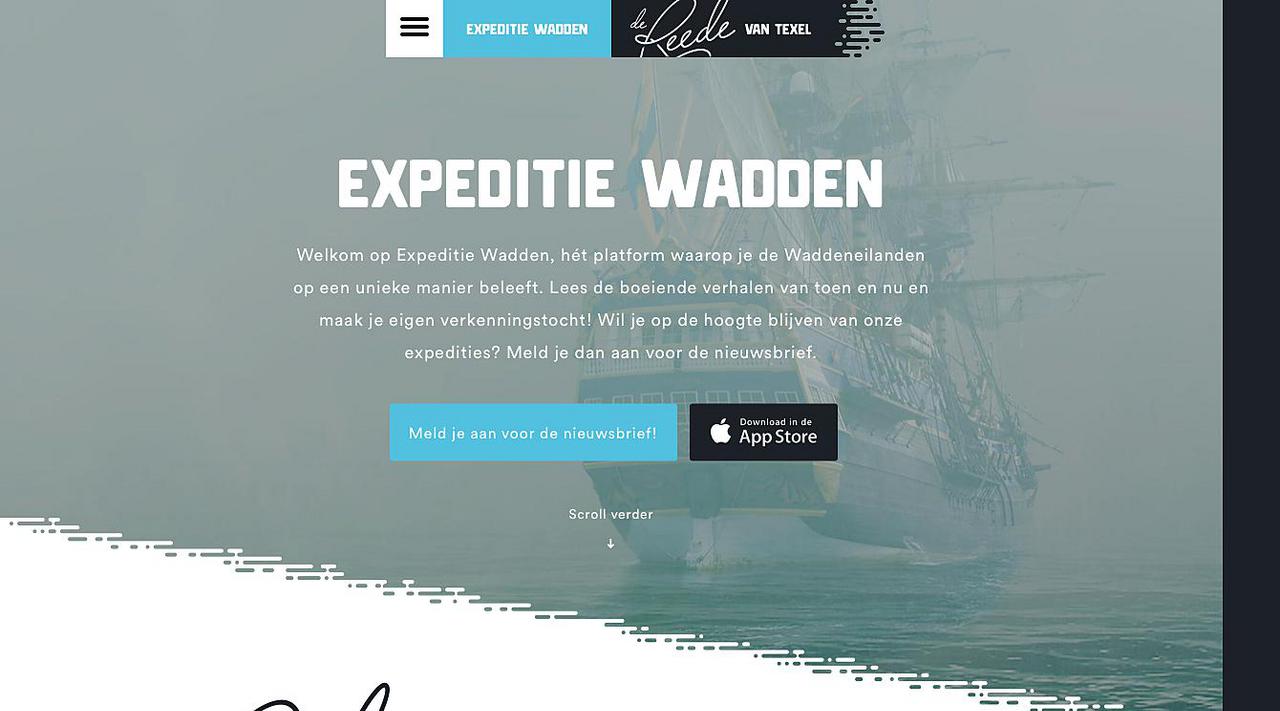 EXPEDITIE WADDEN
de Reede VAN TEXEL
EXPEDITIE WADDEN
Welkom op Expeditie Wadden, hét platform waarop je de Waddeneilanden
op een unieke manier beleeft. Lees de boeiende verhalen van toen en nu en
maak je eigen verkenningstocht! Wil je op de hoogte blijven van onze
expedities? Meld je dan aan voor de nieuwsbrief.
Meld je aan voor de nieuwsbrief!
Download in de
App Store
Scroll verder